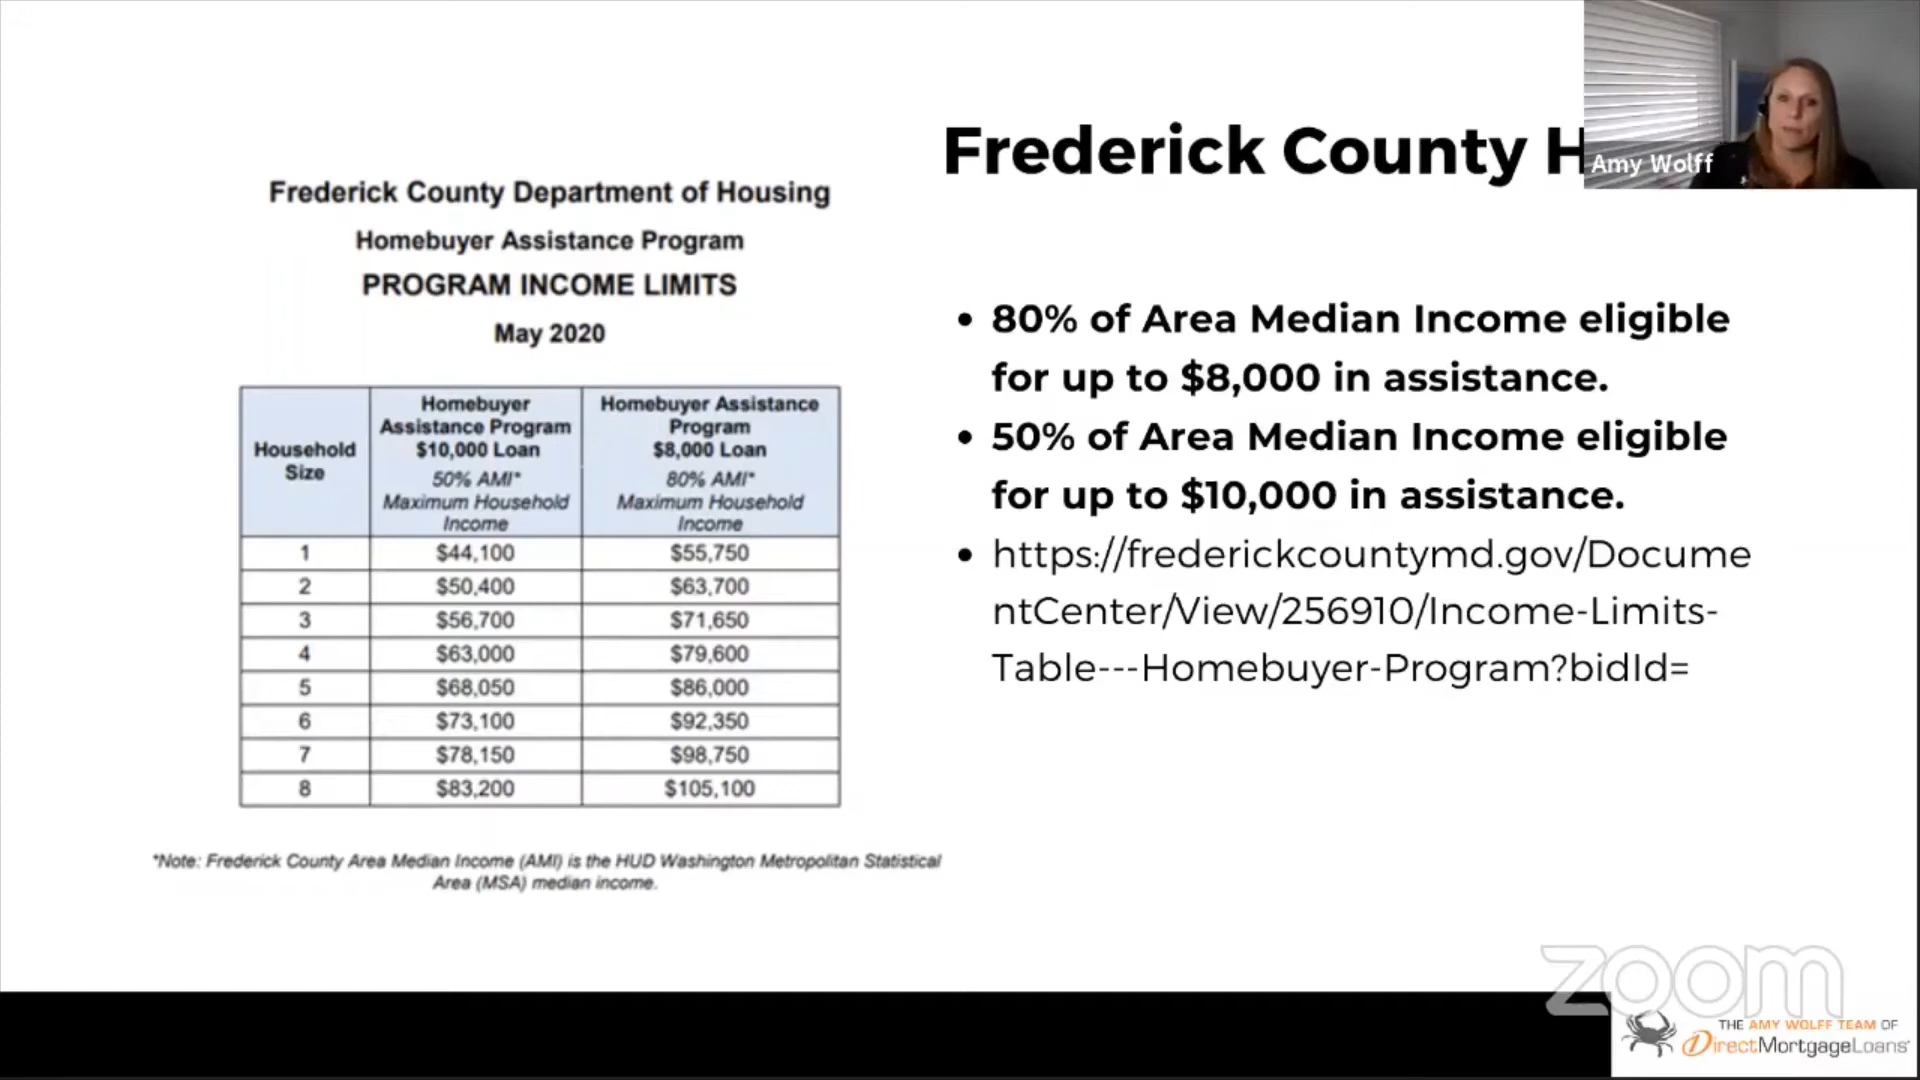 Frederick County H
Amy Wolff
Frederick County Department of Housing
Homebuyer Assistance Program
PROGRAM INCOME LIMITS
May 2020
Household Size
Homebuyer Assistance Program $10,000 Loan 50% AMI* Maximum Household Income
Homebuyer Assistance Program $8,000 Loan 80% AMI* Maximum Household Income
1 $44,100 $55,750
2 $50,400 $63,700
3 $56,700 $71,650
4 $63,000 $79,600
5 $68,050 $86,000
6 $73,100 $92,350
7 $78,150 $98,750
8 $83,200 $105,100
*Note: Frederick County Area Median Income (AMI) is the HUD Washington Metropolitan Statistical
Area (MSA) median income.
• 80% of Area Median Income eligible
for up to $8,000 in assistance.
• 50% of Area Median Income eligible
for up to $10,000 in assistance.
• https://frederickcountymd.gov/Docume
ntCenter/View/256910/Income-Limits-
Table---Homebuyer-Program?bidId=
zoom
THE AMY WOLFF TEAM OF
DirectMortgageLoans